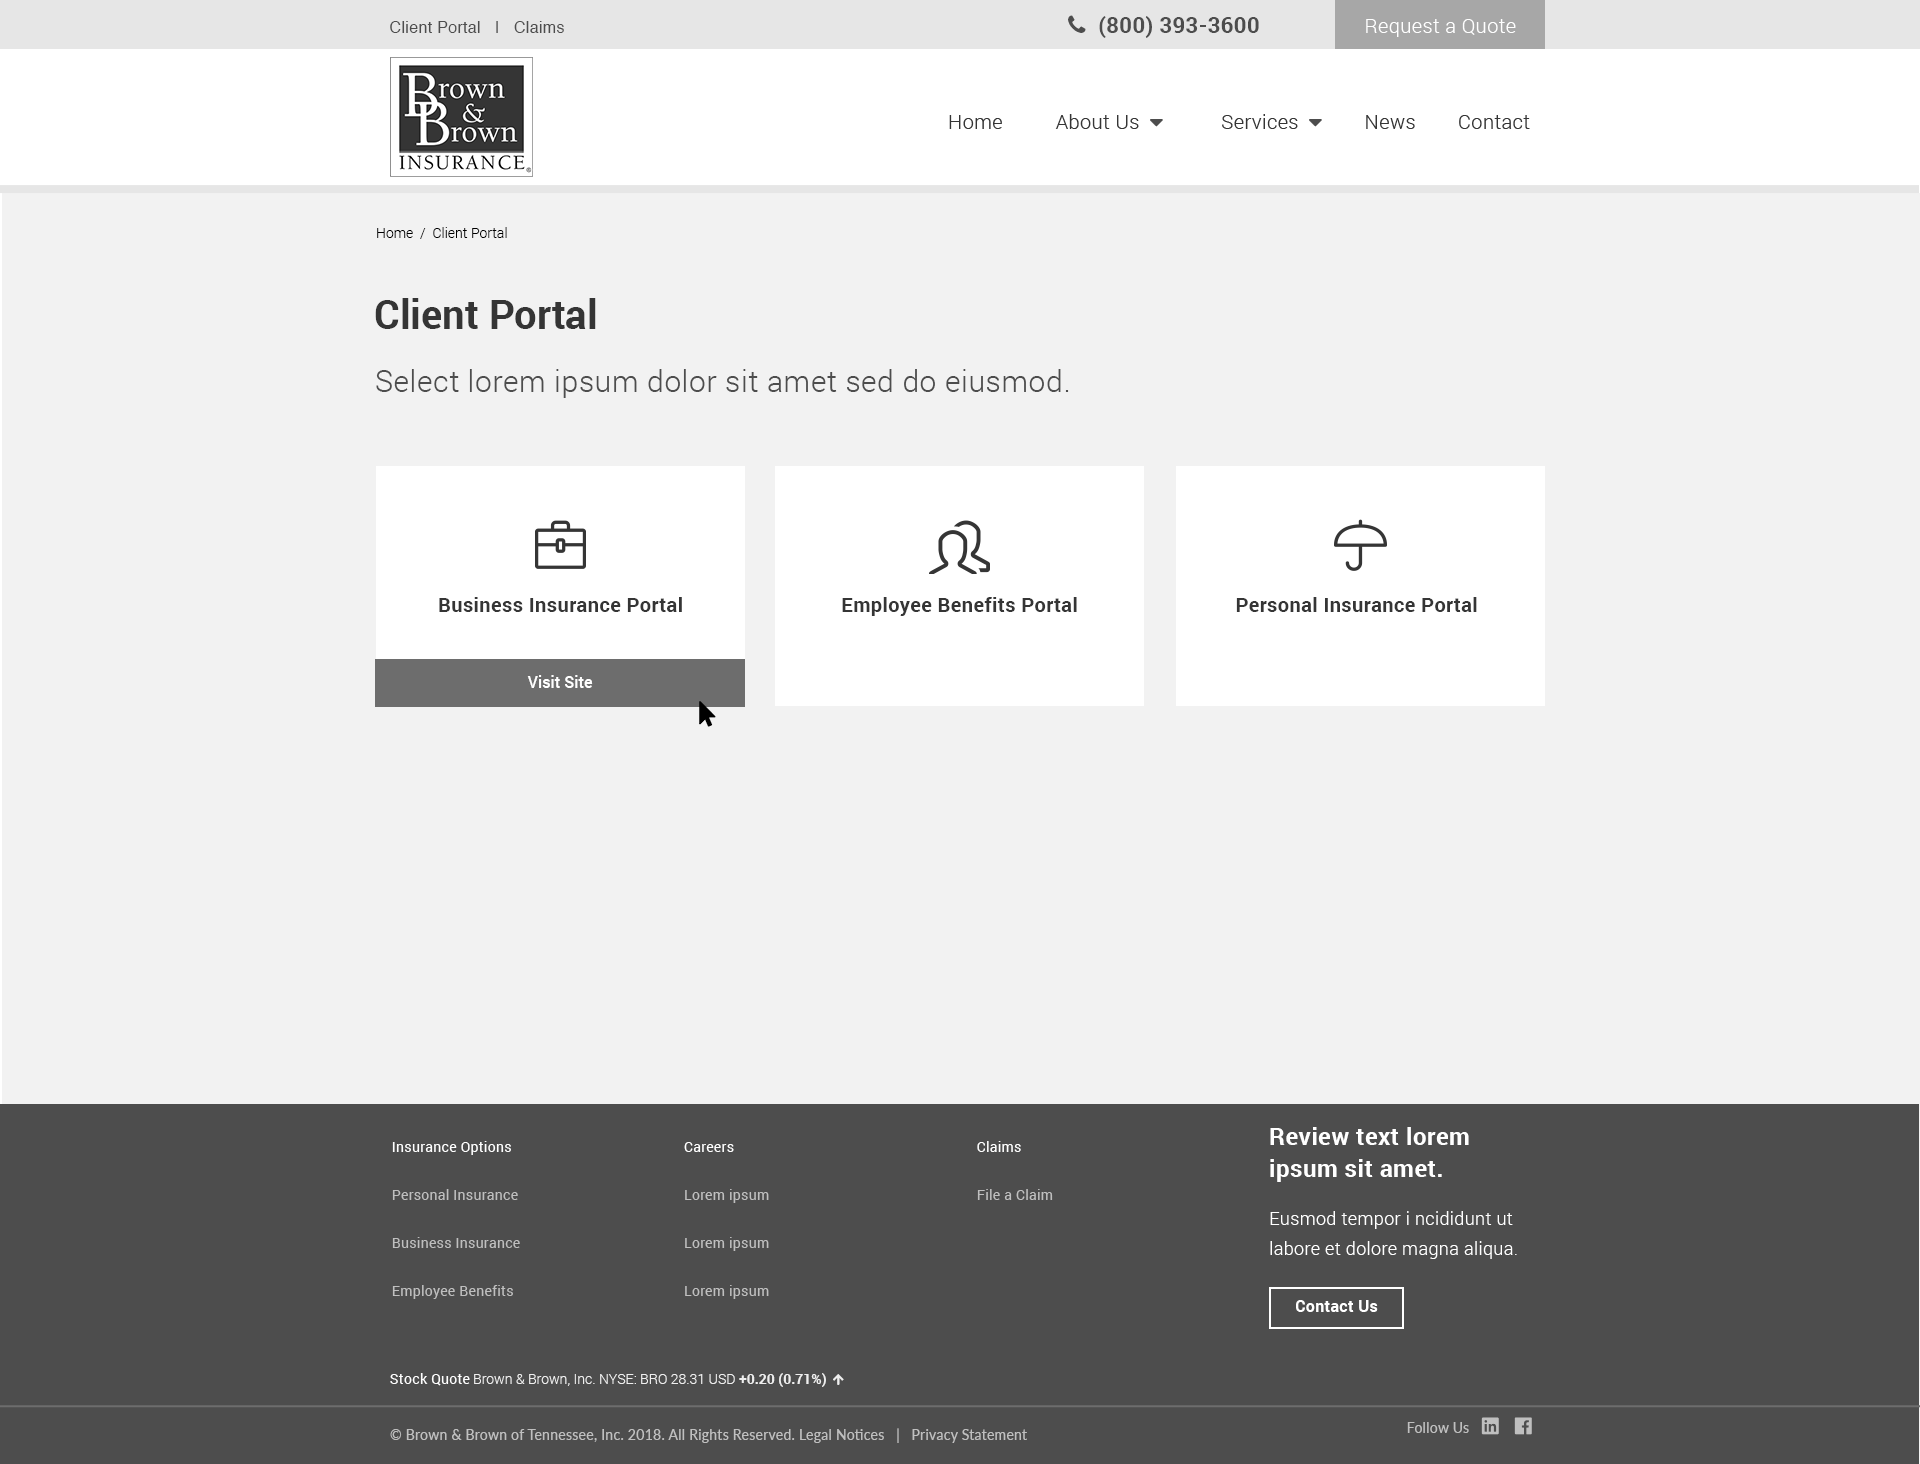 Client Portal | Claims
(800) 393-3600
Request a Quote
Brown
&
Brown
INSURANCE®
Home About Us Services News Contact
Home / Client Portal
Client Portal
Select lorem ipsum dolor sit amet sed do eiusmod.
Business Insurance Portal
Visit Site
Employee Benefits Portal
Personal Insurance Portal
Insurance Options
Personal Insurance
Business Insurance
Employee Benefits
Careers
Lorem ipsum
Lorem ipsum
Lorem ipsum
Claims
File a Claim
Review text lorem
ipsum sit amet.
Eusmod tempor i ncididunt ut
labore et dolore magna aliqua.
Contact Us
Stock Quote Brown & Brown, Inc. NYSE: BRO 28.31 USD +0.20 (0.71%)
© Brown & Brown of Tennessee, Inc. 2018. All Rights Reserved. Legal Notices | Privacy Statement
Follow Us